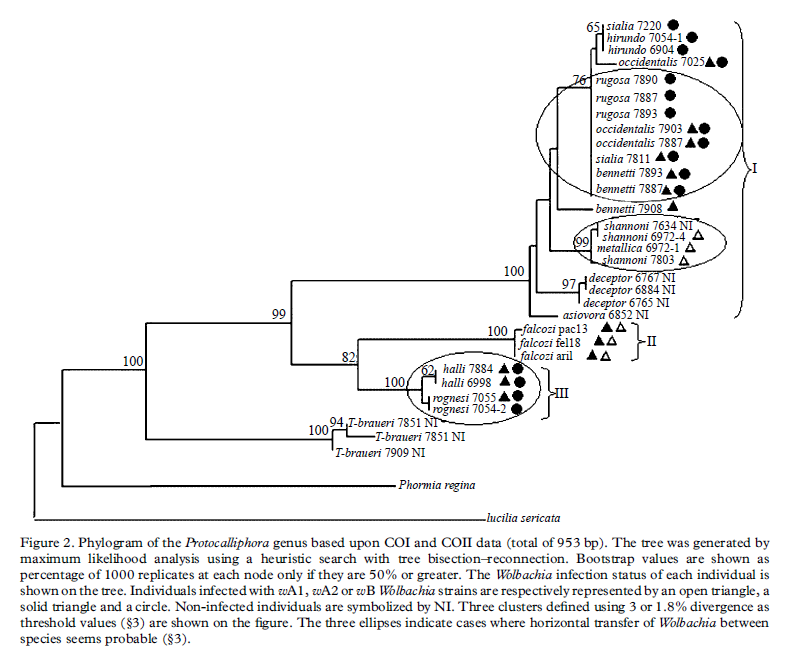 65
sialia 7220
hirundo 7054-1
hirundo 6904
occidentalis 7025
76
rugosa 7890
rugosa 7887
rugosa 7893
occidentalis 7903
occidentalis 7887
sialia 7811
bennetti 7893
bennetti 7887
I
bennetti 7908
shannoni 7634 NI
99
shannoni 6972-4
metallica 6972-1
shannoni 7803
100
97
deceptor 6767 NI
deceptor 6884 NI
deceptor 6765 NI
asiovora 6852 NI
99
100
falcozi pac13
falcozi fel18
II
falcozi aril
100
82
62
halli 7884
halli 6998
100
III
rognesi 7055
rognesi 7054-2
94
T-braueri 7851 NI
100
T-braueri 7851 NI
T-braueri 7909 NI
Phormia regina
lucilia sericata
Figure 2. Phylogram of the Protocalliphora genus based upon COI and COII data (total of 953 bp). The tree was generated by
maximum likelihood analysis using a heuristic search with tree bisection–reconnection. Bootstrap values are shown as
percentage of 1000 replicates at each node only if they are 50% or greater. The Wolbachia infection status of each individual is
shown on the tree. Individuals infected with wA1, wA2 or wB Wolbachia strains are respectively represented by an open triangle, a
solid triangle and a circle. Non-infected individuals are symbolized by NI. Three clusters defined using 3 or 1.8% divergence as
threshold values (§3) are shown on the figure. The three ellipses indicate cases where horizontal transfer of Wolbachia between
species seems probable (§3).